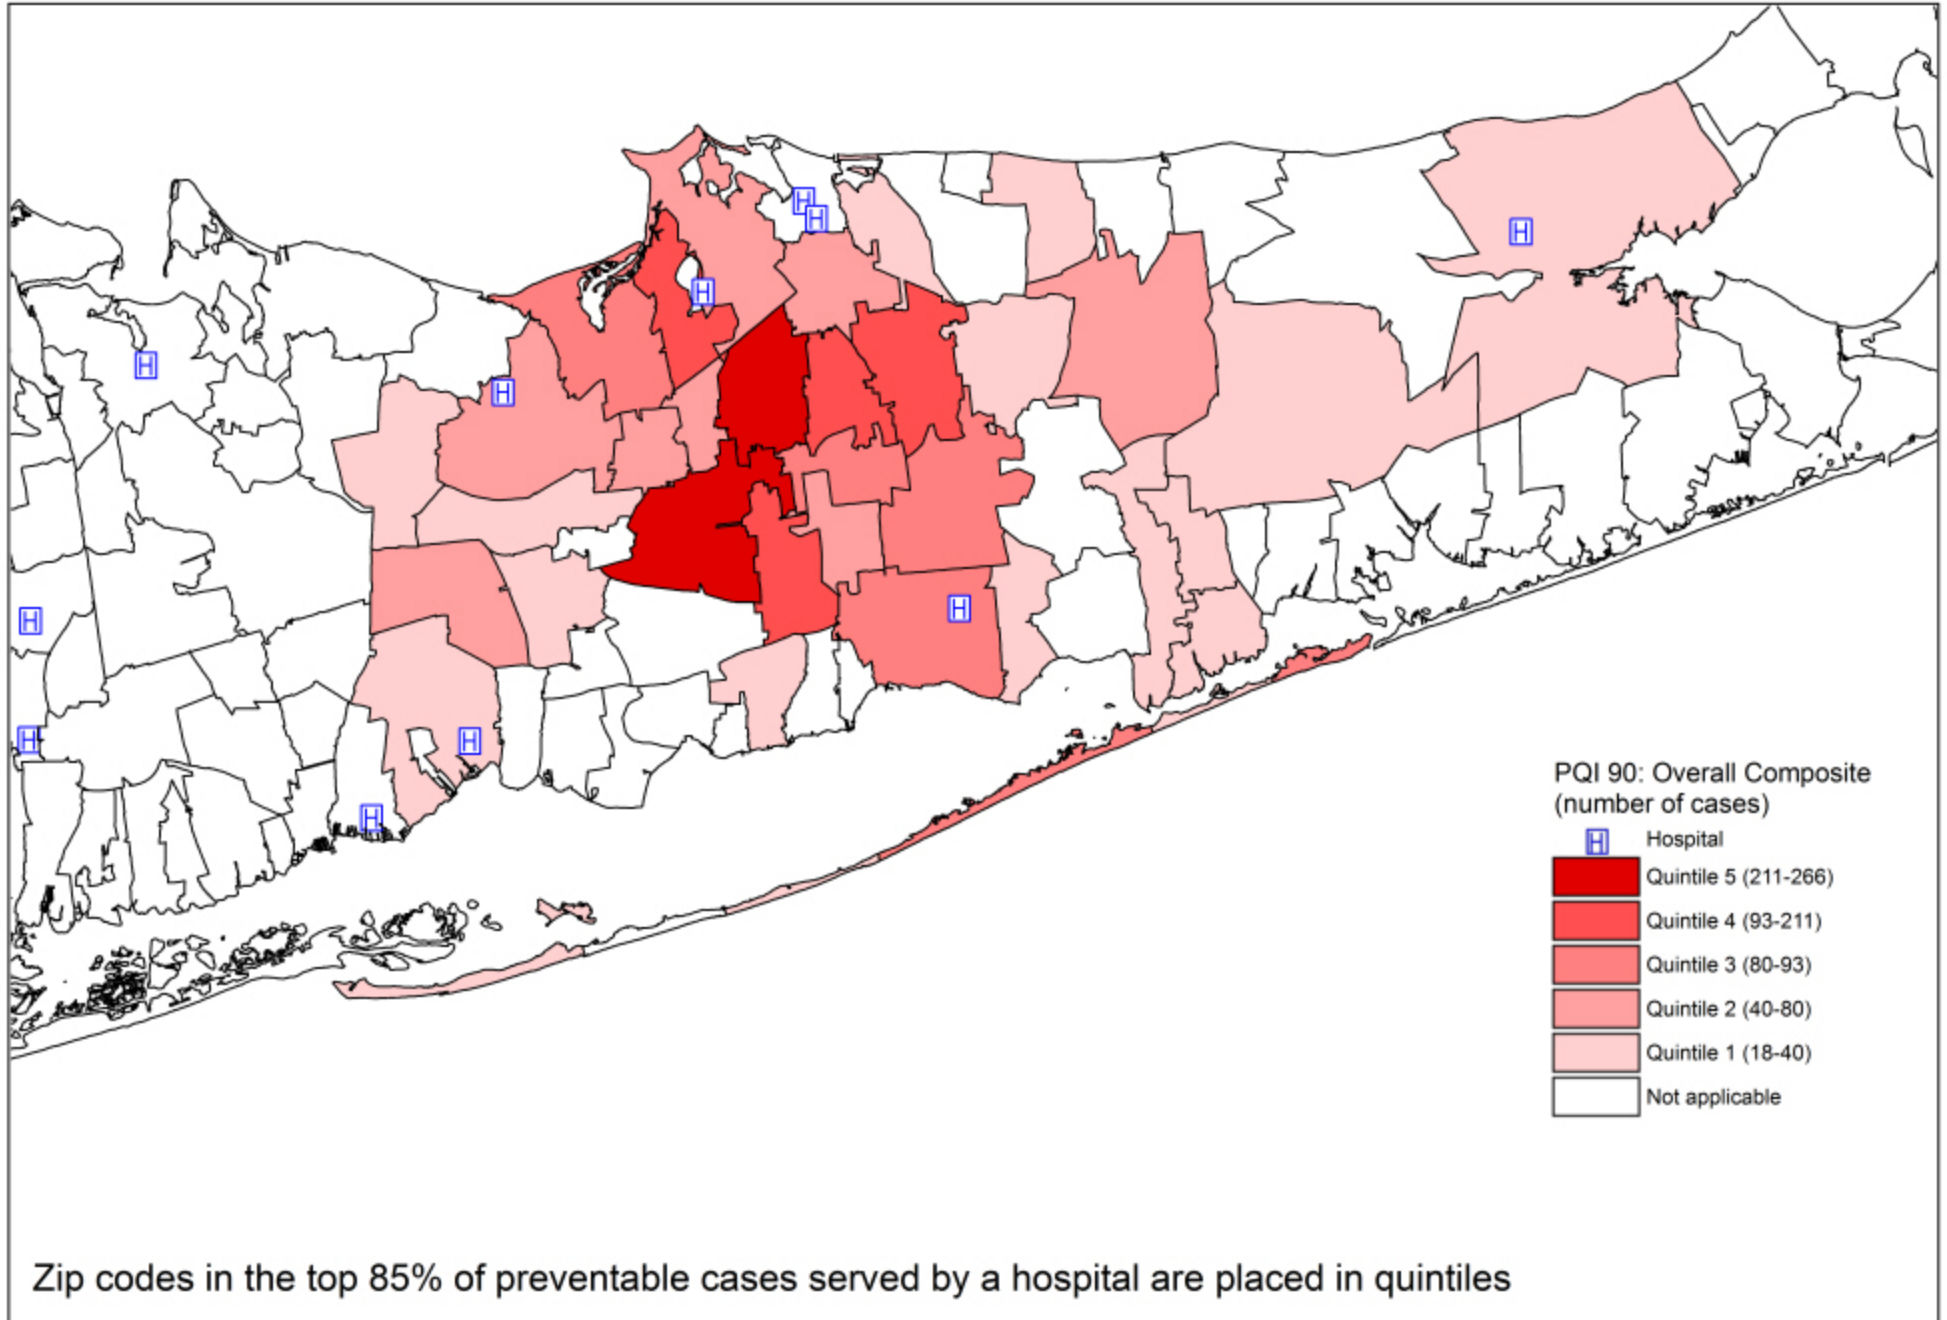 H
H
H
H
H
H
H
H
H
H
H
PQI 90: Overall Composite
(number of cases)
H Hospital
Quintile 5 (211-266)
Quintile 4 (93-211)
Quintile 3 (80-93)
Quintile 2 (40-80)
Quintile 1 (18-40)
Not applicable
Zip codes in the top 85% of preventable cases served by a hospital are placed in quintiles